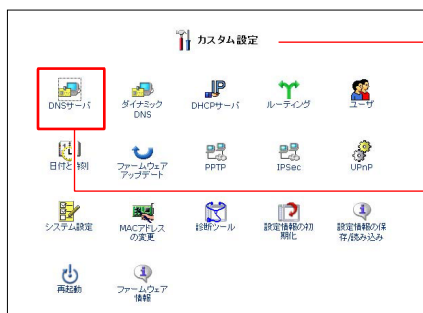 カスタム設定
DNSサーバ
ダイナミック
DNS
DHCPサーバ
ルーティング
ユーザ
日付と時刻
ファームウェア
アップデート
PPTP
IPSec
UPnP
システム設定
MACアドレス
の変更
診断ツール
設定情報の初
期化
設定情報の保
存/読み込み
再起動
ファームウェア
情報